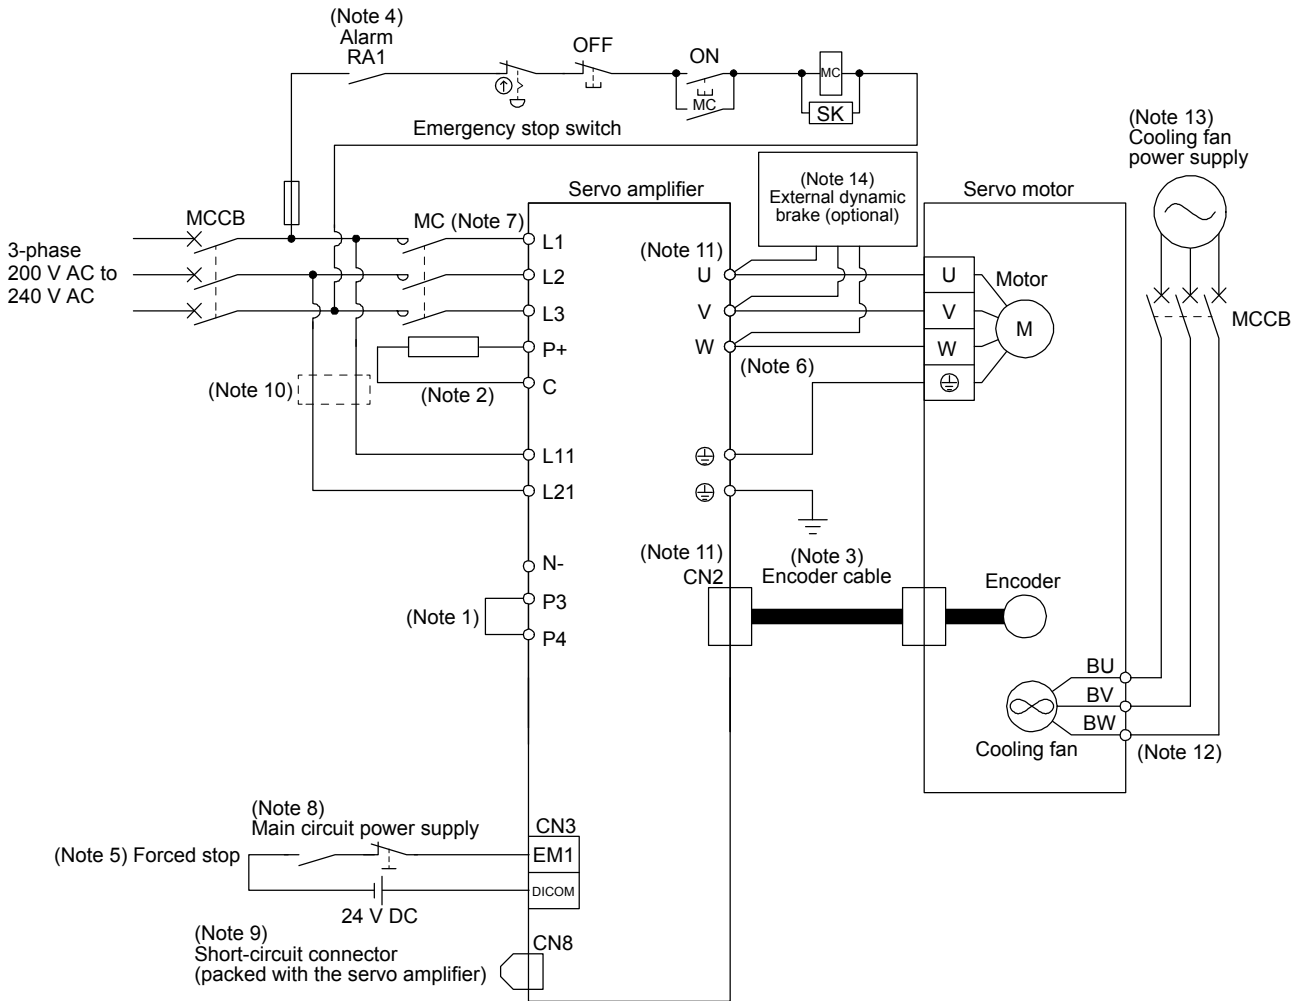 (Note 4)
Alarm
RA1
OFF
ON
MC
MC
SK
Emergency stop switch
(Note 13)
Cooling fan
power supply
(Note 14)
External dynamic
brake (optional)
Servo amplifier
Servo motor
MCCB
MC (Note 7)
3-phase
200 V AC to
240 V AC
L1
L2
L3
P+
C
(Note 2)
(Note 10)
L11
L21
N-
P3
P4
(Note 1)
(Note 11)
U
V
W
(Note 6)
U
V
W
Motor
M
MCCB
(Note 11)
CN2
(Note 3)
Encoder cable
Encoder
BU
BV
BW
Cooling fan
(Note 12)
(Note 8)
Main circuit power supply
(Note 5) Forced stop
24 V DC
CN3
EM1
DICOM
(Note 9)
Short-circuit connector
(packed with the servo amplifier)
CN8